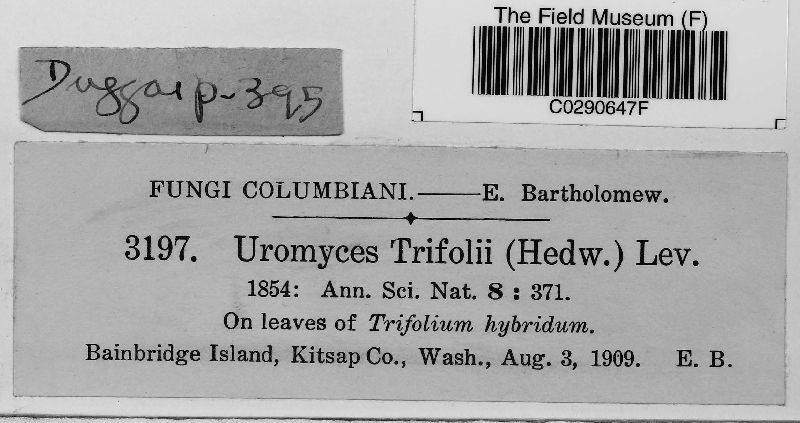 The Field Museum (F)
C0290647F
Duggar p-395
FUNGI COLUMBIANI.——E. Bartholomew.
3197. Uromyces Trifolii (Hedw.) Lev.
1854: Ann. Sci. Nat. 8 : 371.
On leaves of Trifolium hybridum.
Bainbridge Island, Kitsap Co., Wash., Aug. 3, 1909. E. B.